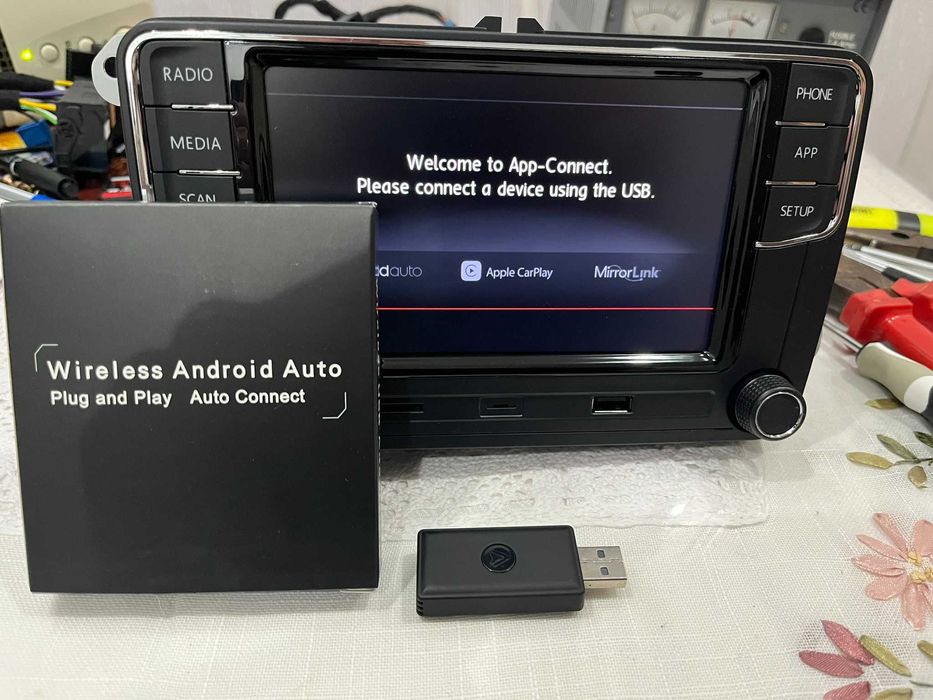 RADIO
MEDIA
SCAN
PHONE
APP
SETUP
Welcome to App-Connect.
Please connect a device using the USB.
dauto
Apple CarPlay
MirrorLink
Wireless Android Auto
Plug and Play Auto Connect